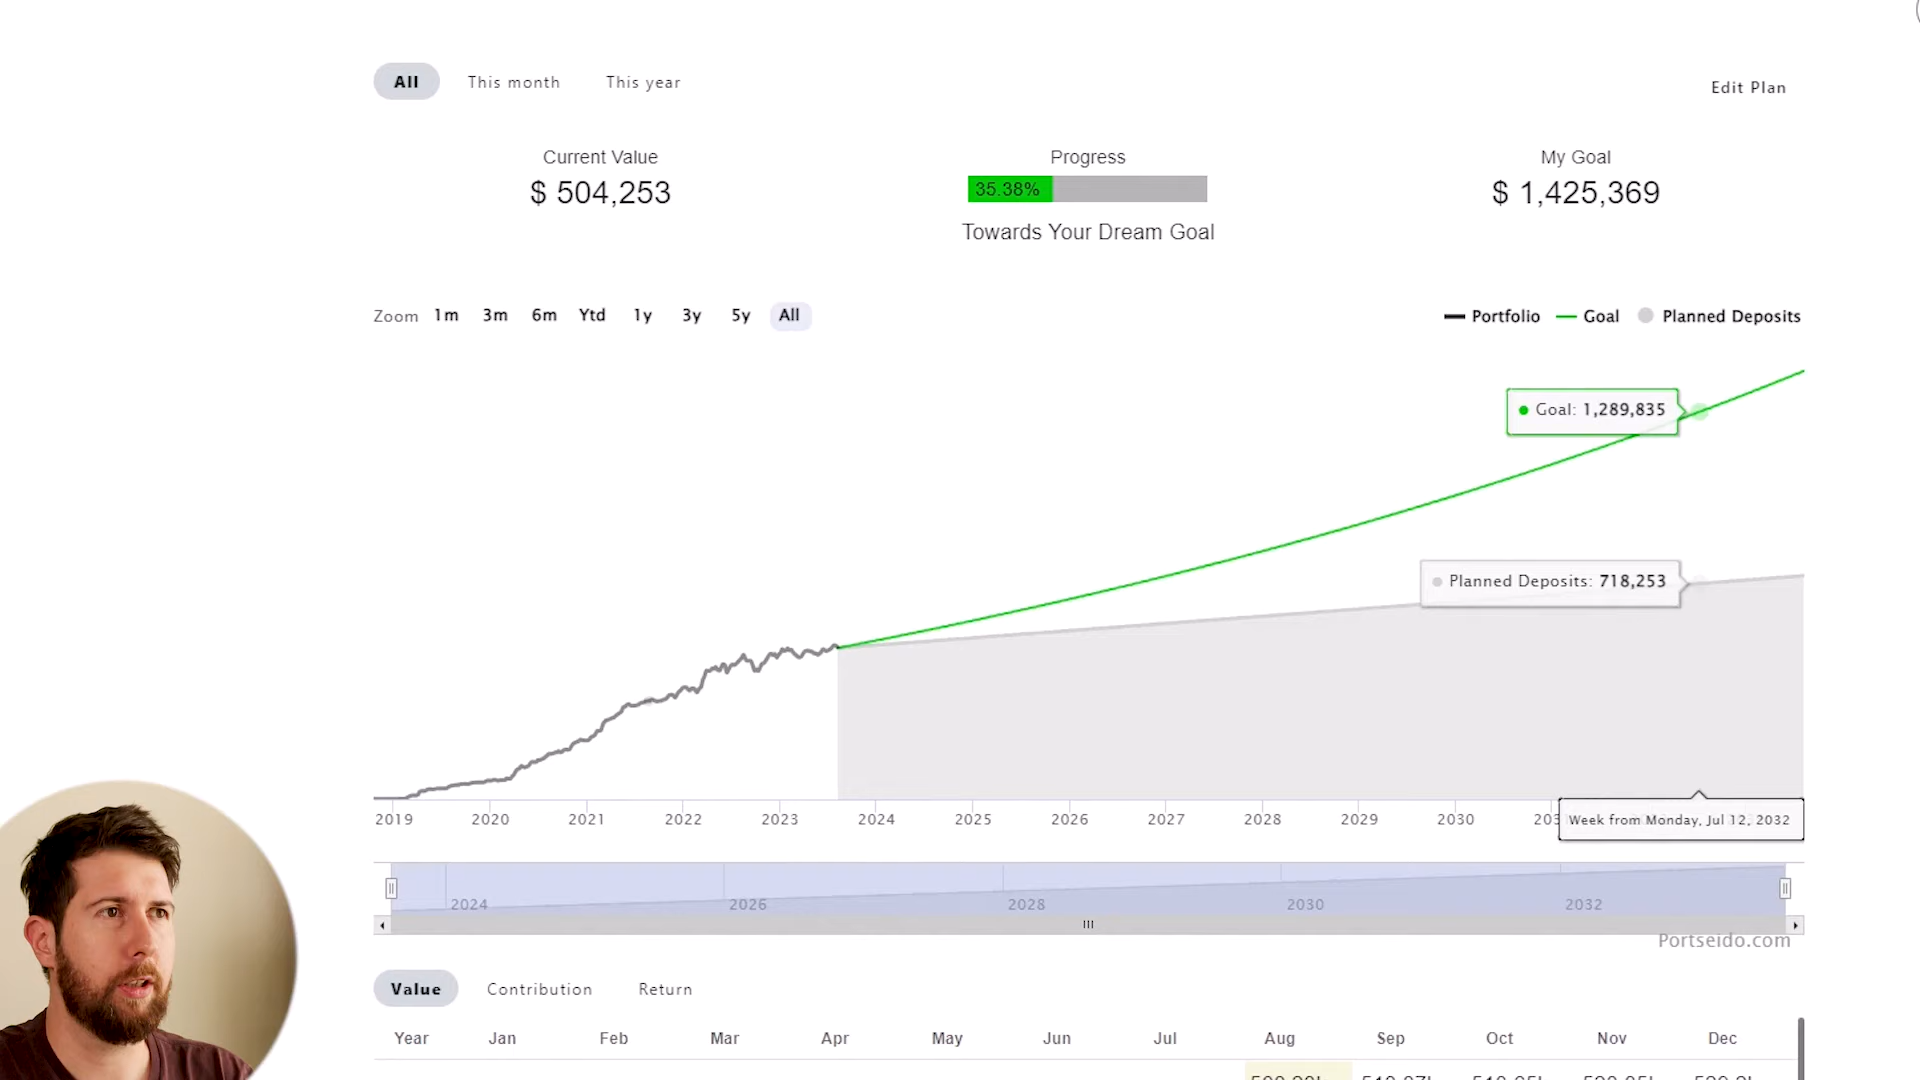 All This month This year
Edit Plan
Current Value
$ 504,253
Progress
35.38%
Towards Your Dream Goal
My Goal
$ 1,425,369
Zoom 1m 3m 6m Ytd 1y 3y 5y All
Portfolio Goal Planned Deposits
Goal: 1,289,835
Planned Deposits: 718,253
2019 2020 2021 2022 2023 2024 2025 2026 2027 2028 2029 2030
Week from Monday, Jul 12, 2032
2024 2026 2028 2030 2032
Portseido.com
Value Contribution Return
Year Jan Feb Mar Apr May Jun Jul Aug Sep Oct Nov Dec